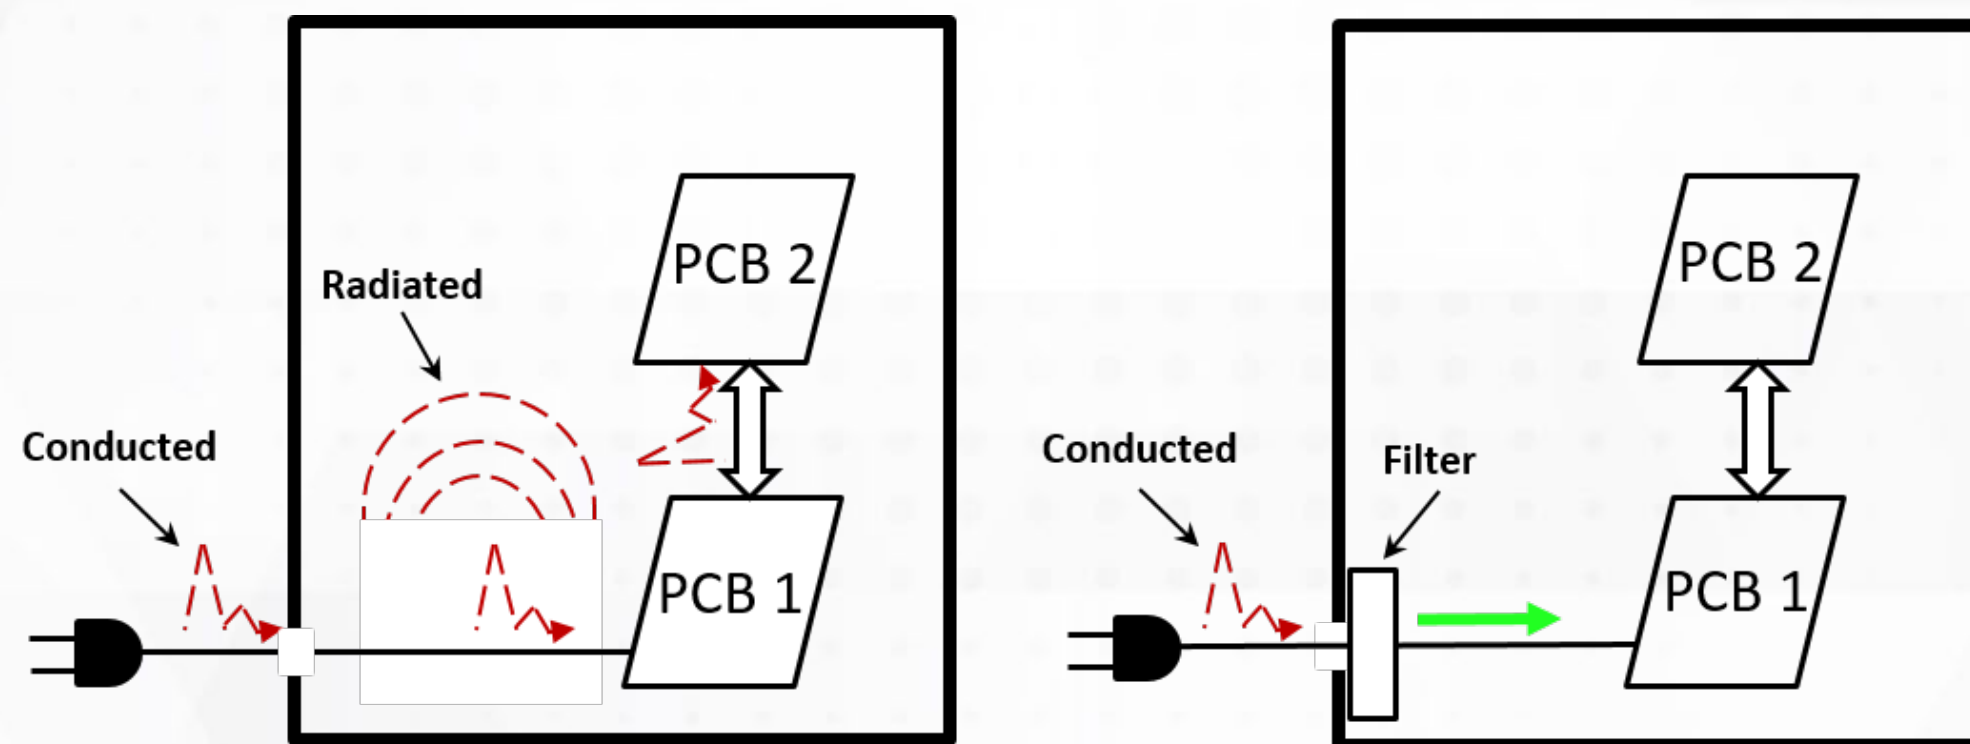 PCB 2
Radiated
Conducted
PCB 1
PCB 2
Conducted
Filter
PCB 1